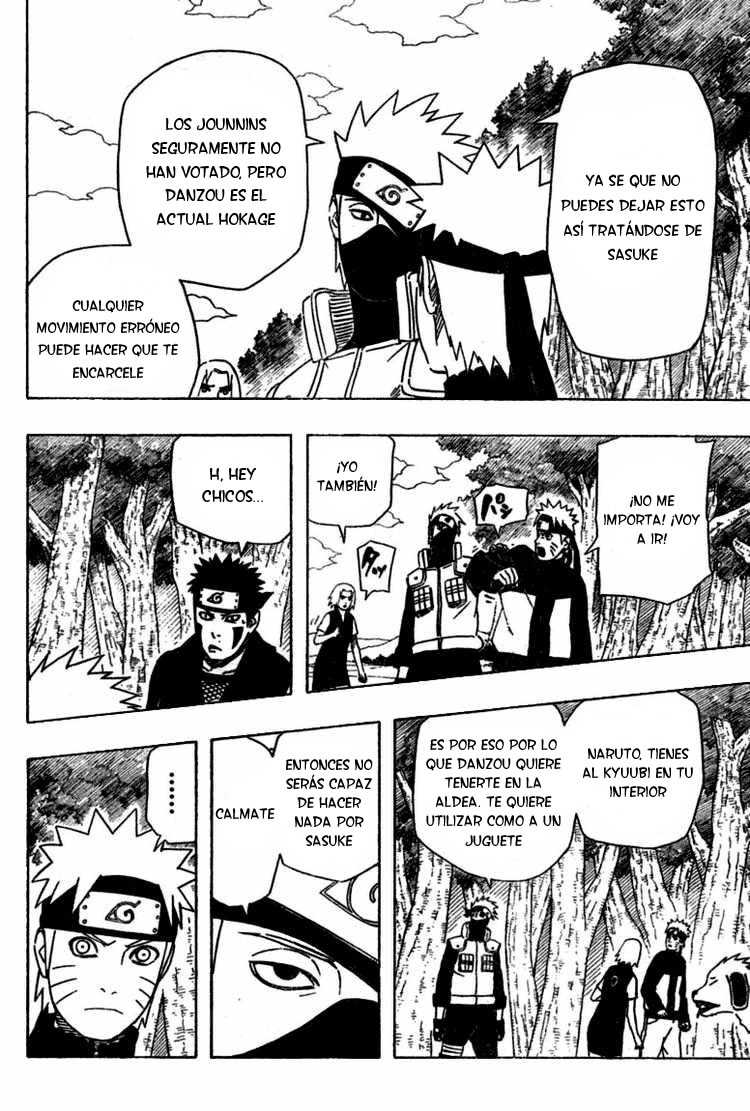 YA SE QUE NO
PUEDES DEJAR ESTO
ASÍ TRATÁNDOSE DE
SASUKE
LOS JOUNNINS
SEGURAMENTE NO
HAN VOTADO, PERO
DANZOU ES EL
ACTUAL HOKAGE
CUALQUIER
MOVIMIENTO ERRÓNEO
PUEDE HACER QUE TE
ENCARCELE
¡NO ME
IMPORTA! ¡VOY
A IR!
¡YO
TAMBIÉN!
H, HEY
CHICOS...
NARUTO, TIENES
AL KYUUBI EN TU
INTERIOR
ES POR ESO POR LO
QUE DANZOU QUIERE
TENERTE EN LA
ALDEA. TE QUIERE
UTILIZAR COMO A UN
JUGUETE
ENTONCES NO
SERÁS CAPAZ
DE HACER
NADA POR
SASUKE
CALMATE
......